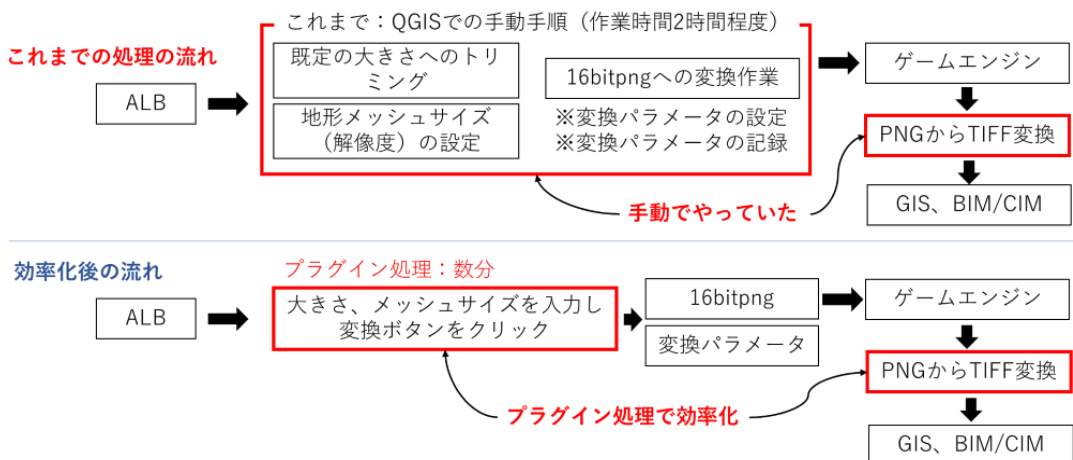 これまで：QGISでの手動手順（作業時間2時間程度）
これまでの処理の流れ
ALB
既定の大きさへのトリ
ミング
地形メッシュサイズ
（解像度）の設定
16bitpngへの変換作業
※変換パラメータの設定
※変換パラメータの記録
ゲームエンジン
PNGからTIFF変換
GIS、BIM/CIM
手動でやっていた
効率化後の流れ
プラグイン処理：数分
ALB
大きさ、メッシュサイズを入力し
変換ボタンをクリック
16bitpng
変換パラメータ
ゲームエンジン
PNGからTIFF変換
プラグイン処理で効率化
GIS、BIM/CIM